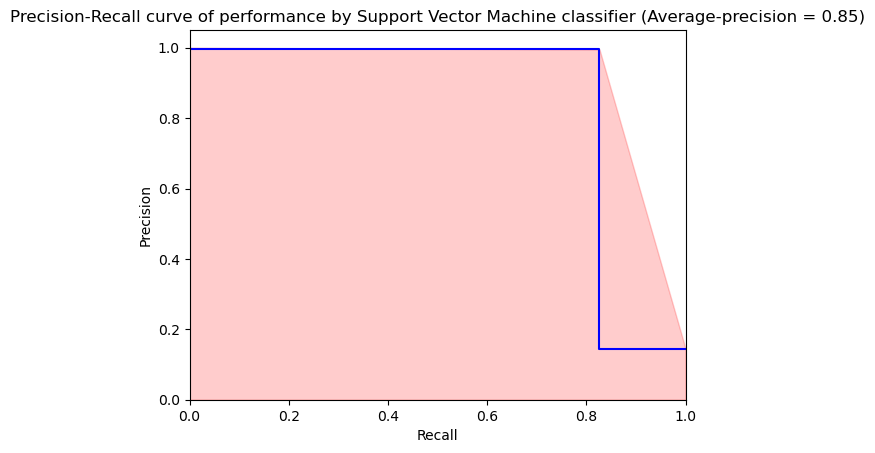 Precision-Recall curve of performance by Support Vector Machine classifier (Average-precision = 0.85)
1.0
0.8
0.6
0.4
0.2
0.0
Precision
0.0 0.2 0.4 0.6 0.8 1.0
Recall